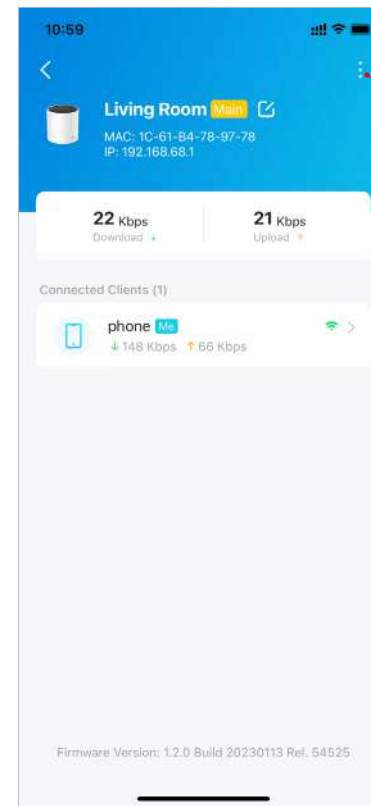 10:59
Living Room Main
MAC: 1C-61-B4-78-97-78
IP: 192.168.68.1
22 Kbps 21 Kbps
Download ↓ Upload ↑
Connected Clients (1)
phone Me
↓ 148 Kbps ↑ 66 Kbps
Firmware Version: 1.2.0 Build 20230113 Rel. 54525